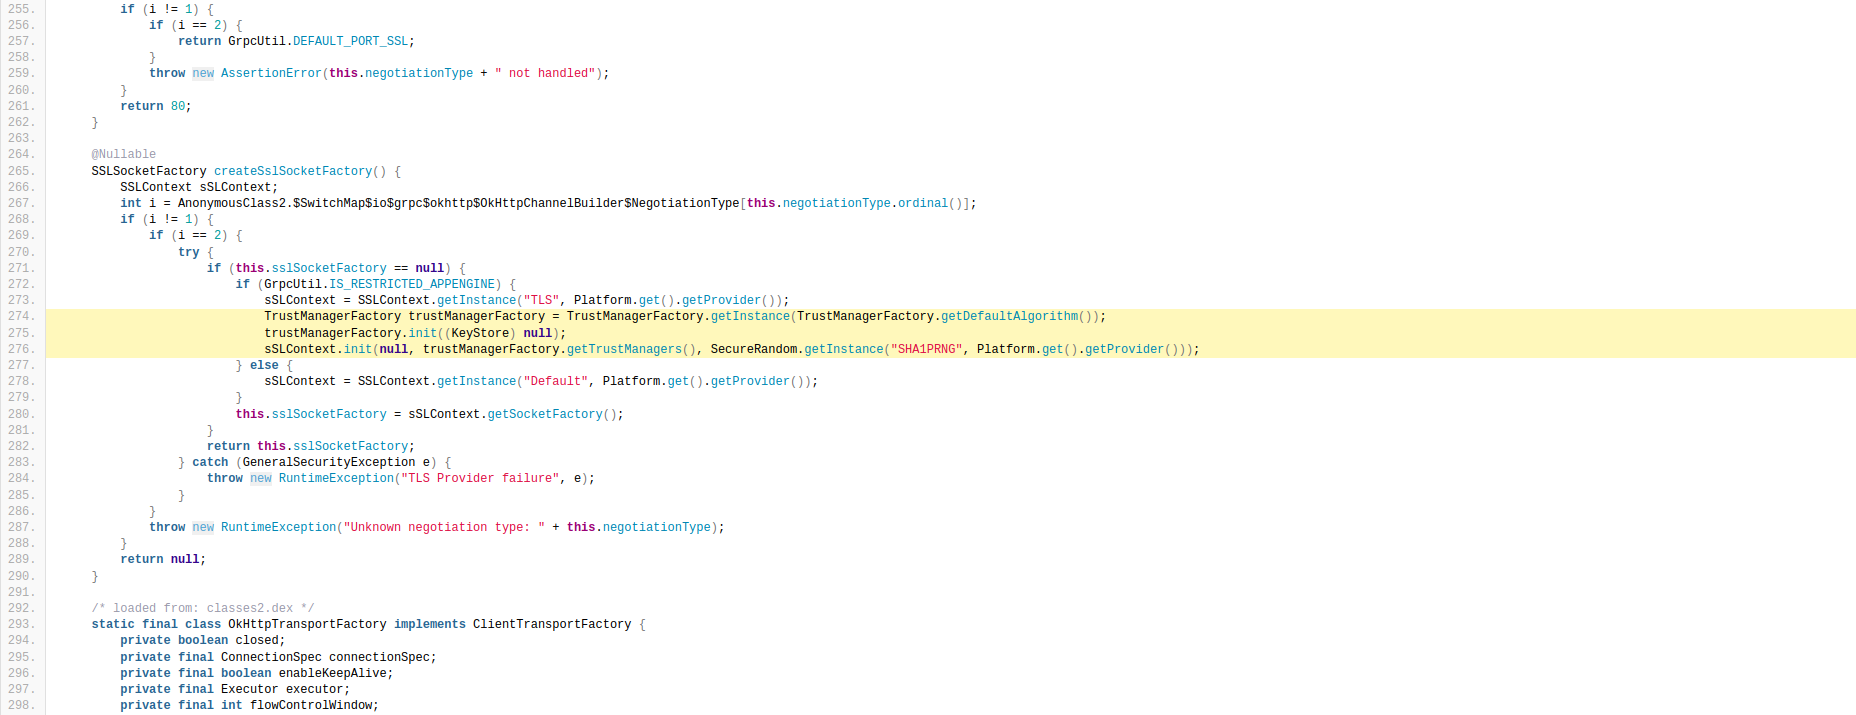 255. if (i != 1) {
256. if (i == 2) {
257. return GrpcUtil.DEFAULT_PORT_SSL;
258. }
259. throw new AssertionError(this.negotiationType + " not handled");
260. }
261. return 80;
262. }
263.
264. @Nullable
265. SSLSocketFactory createSslSocketFactory() {
266. SSLContext sSLContext;
267. int i = AnonymousClass2.$SwitchMap$io$grpc$okhttp$OkHttpChannelBuilder$NegotiationType[this.negotiationType.ordinal()];
268. if (i != 1) {
269. if (i == 2) {
270. try {
271. if (this.sslSocketFactory == null) {
272. if (GrpcUtil.IS_RESTRICTED_APPENGINE) {
273. sSLContext = SSLContext.getInstance("TLS", Platform.get().getProvider());
274. TrustManagerFactory trustManagerFactory = TrustManagerFactory.getInstance(TrustManagerFactory.getDefaultAlgorithm());
275. trustManagerFactory.init((KeyStore) null);
276. sSLContext.init(null, trustManagerFactory.getTrustManagers(), SecureRandom.getInstance("SHA1PRNG", Platform.get().getProvider()));
277. } else {
278. sSLContext = SSLContext.getInstance("Default", Platform.get().getProvider());
279. }
280. this.sslSocketFactory = sSLContext.getSocketFactory();
281. }
282. return this.sslSocketFactory;
283. } catch (GeneralSecurityException e) {
284. throw new RuntimeException("TLS Provider failure", e);
285. }
286. }
287. throw new RuntimeException("Unknown negotiation type: " + this.negotiationType);
288. }
289. return null;
290. }
291.
292. /* loaded from: classes2.dex */
293. static final class OkHttpTransportFactory implements ClientTransportFactory {
294. private boolean closed;
295. private final ConnectionSpec connectionSpec;
296. private final boolean enableKeepAlive;
297. private final Executor executor;
298. private final int flowControlWindow;